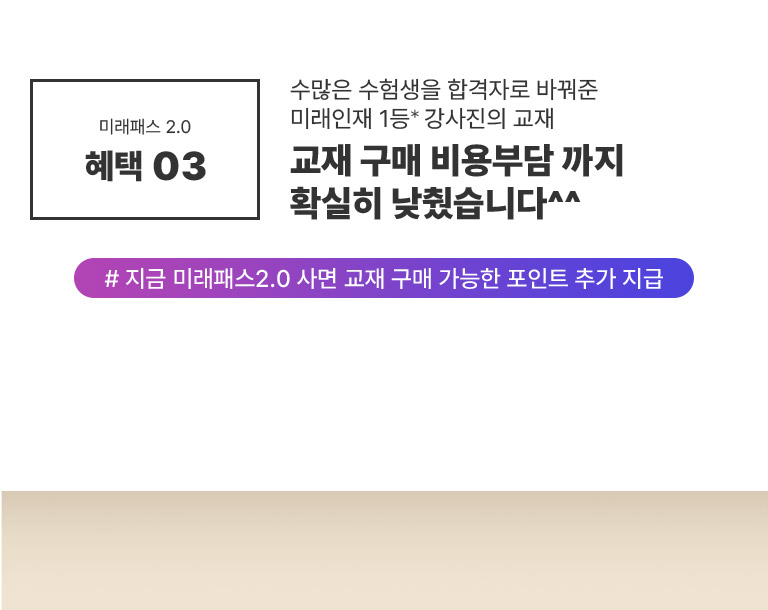 미래패스 2.0
혜택 03
수많은 수험생을 합격자로 바꿔준
미래인재 1등* 강사진의 교재
교재 구매 비용부담 까지
확실히 낮췄습니다^^
# 지금 미래패스2.0 사면 교재 구매 가능한 포인트 추가 지급